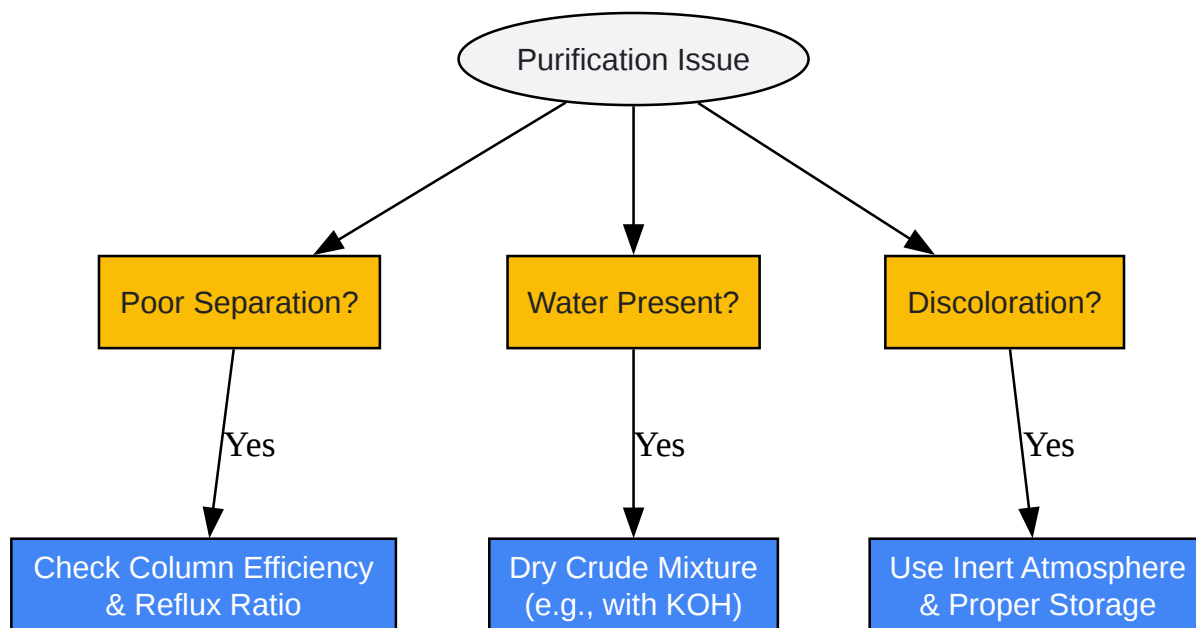 Purification Issue
Poor Separation?
Water Present?
Discoloration?
Yes
Yes
Yes
Check Column Efficiency
& Reflux Ratio
Dry Crude Mixture
(e.g., with KOH)
Use Inert Atmosphere
& Proper Storage